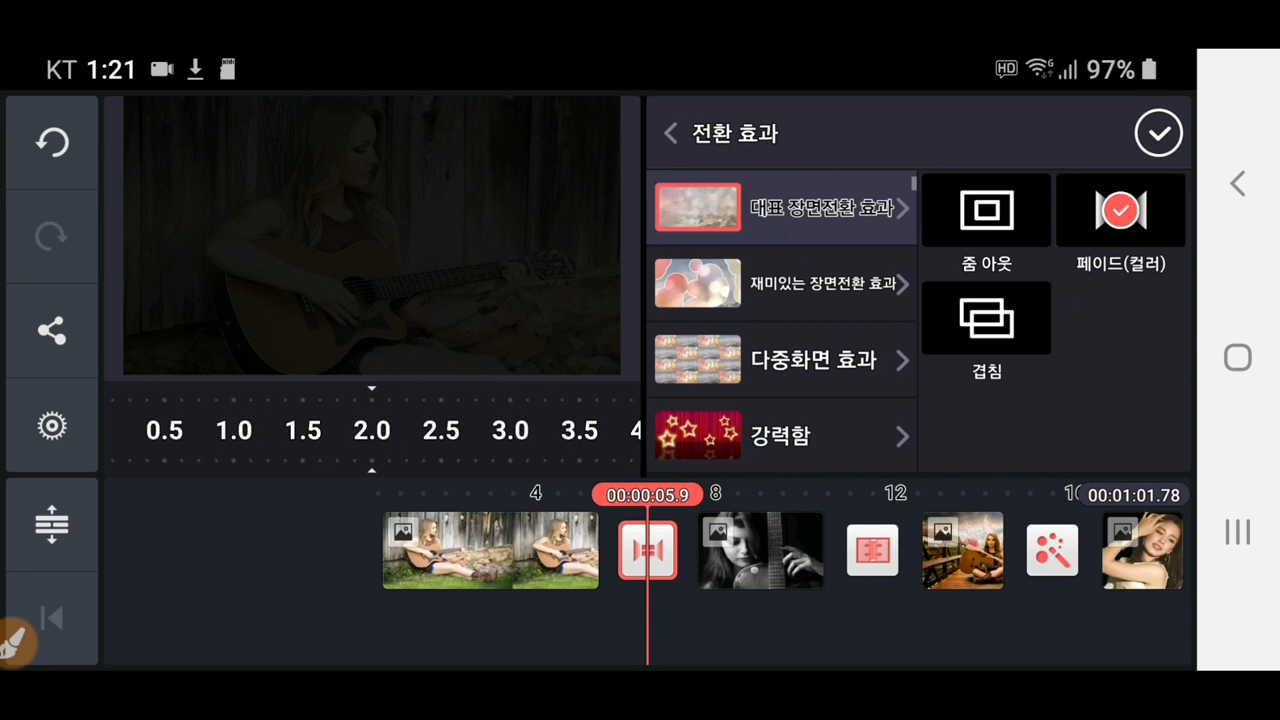 KT 1:21
HD 97%
전환 효과
대표 장면전환 효과
재미있는 장면전환 효과
다중화면 효과
강력함
줌 아웃
페이드(컬러)
겹침
0.5 1.0 1.5 2.0 2.5 3.0 3.5 4
4 00:00:05.9 8 12 00:01:01.78